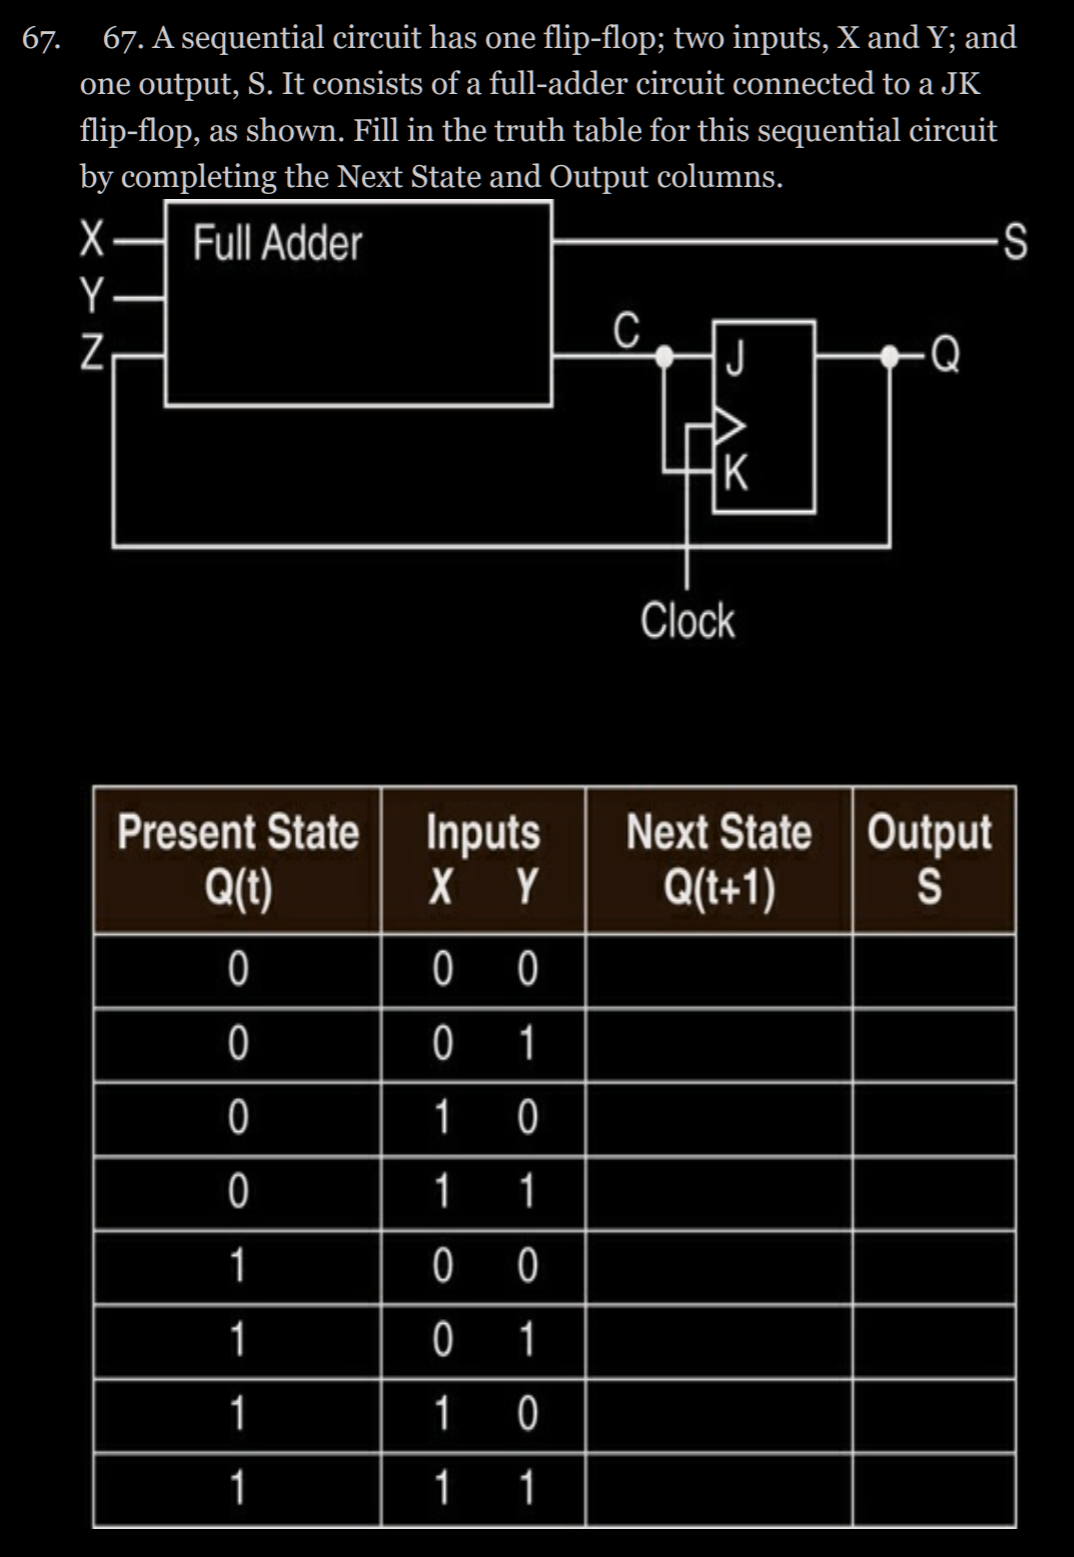 67. 67. A sequential circuit has one flip-flop; two inputs, X and Y; and
one output, S. It consists of a full-adder circuit connected to a JK
flip-flop, as shown. Fill in the truth table for this sequential circuit
by completing the Next State and Output columns.
X Full Adder S
Y
C
Z J Q
K
Clock
Present State Inputs Next State Output
Q(t) X Y Q(t+1) S
0 0 0
0 0 1
0 1 0
0 1 1
1 0 0
1 0 1
1 1 0
1 1 1